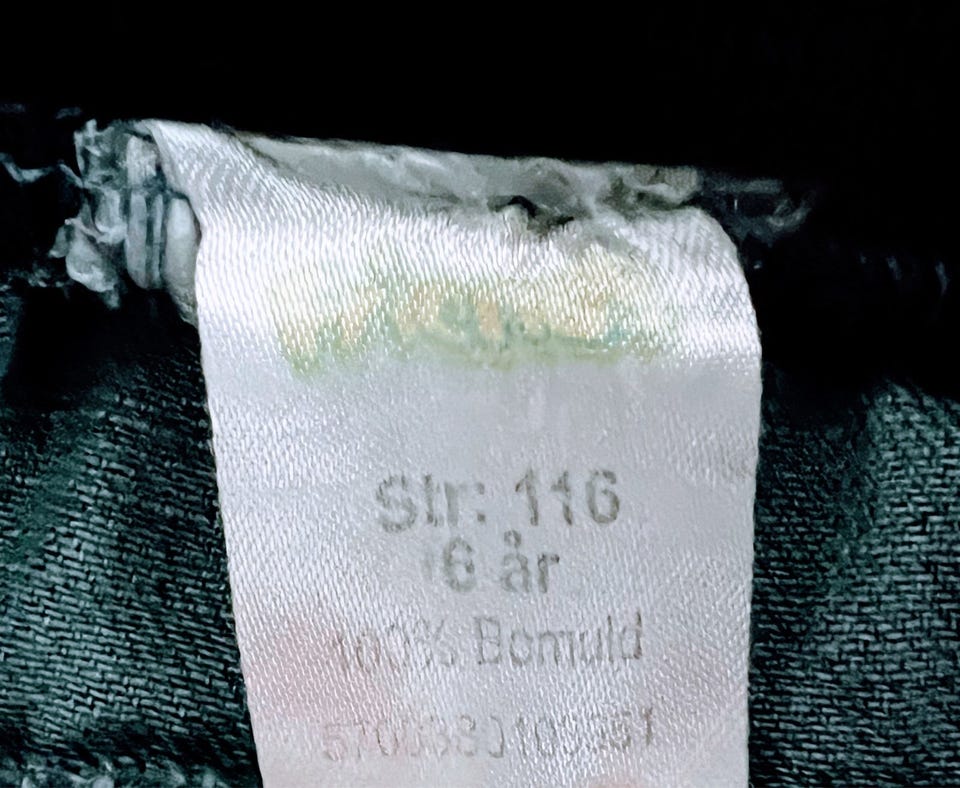 Str: 116
6 år
100% Bomuld